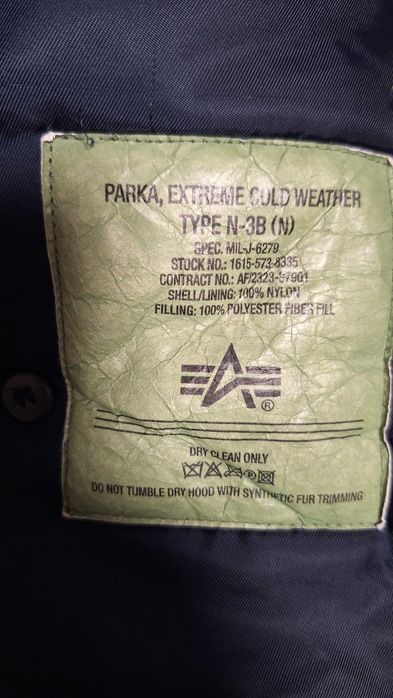 PARKA, EXTREME COLD WEATHER
TYPE N-3B (N)
SPEC. MIL-J-6279
STOCK NO.: 1615-573-8335
CONTRACT NO.: AF/2323-97901
SHELL/LINING: 100% NYLON
FILLING: 100% POLYESTER FIBER FILL
®
DRY CLEAN ONLY
DO NOT TUMBLE DRY HOOD WITH SYNTHETIC FUR TRIMMING